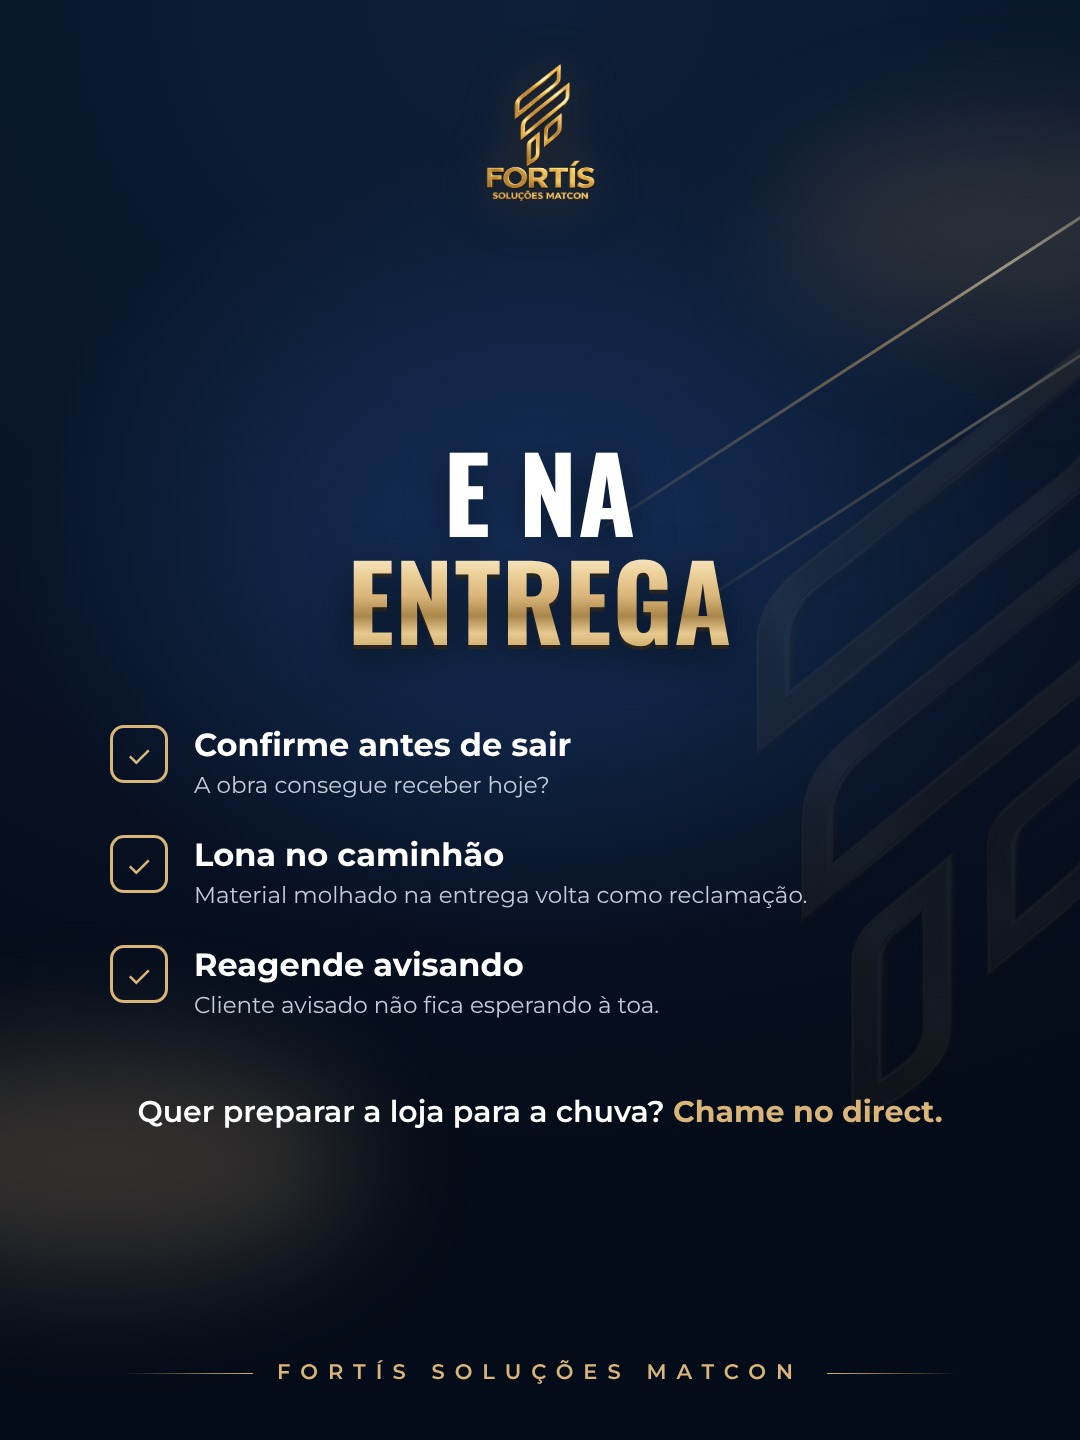 FORTÍS
SOLUÇÕES MATCON
E NA
ENTREGA
Confirme antes de sair
A obra consegue receber hoje?
Lona no caminhão
Material molhado na entrega volta como reclamação.
Reagende avisando
Cliente avisado não fica esperando à toa.
Quer preparar a loja para a chuva? Chame no direct.
FORTÍS SOLUÇÕES MATCON